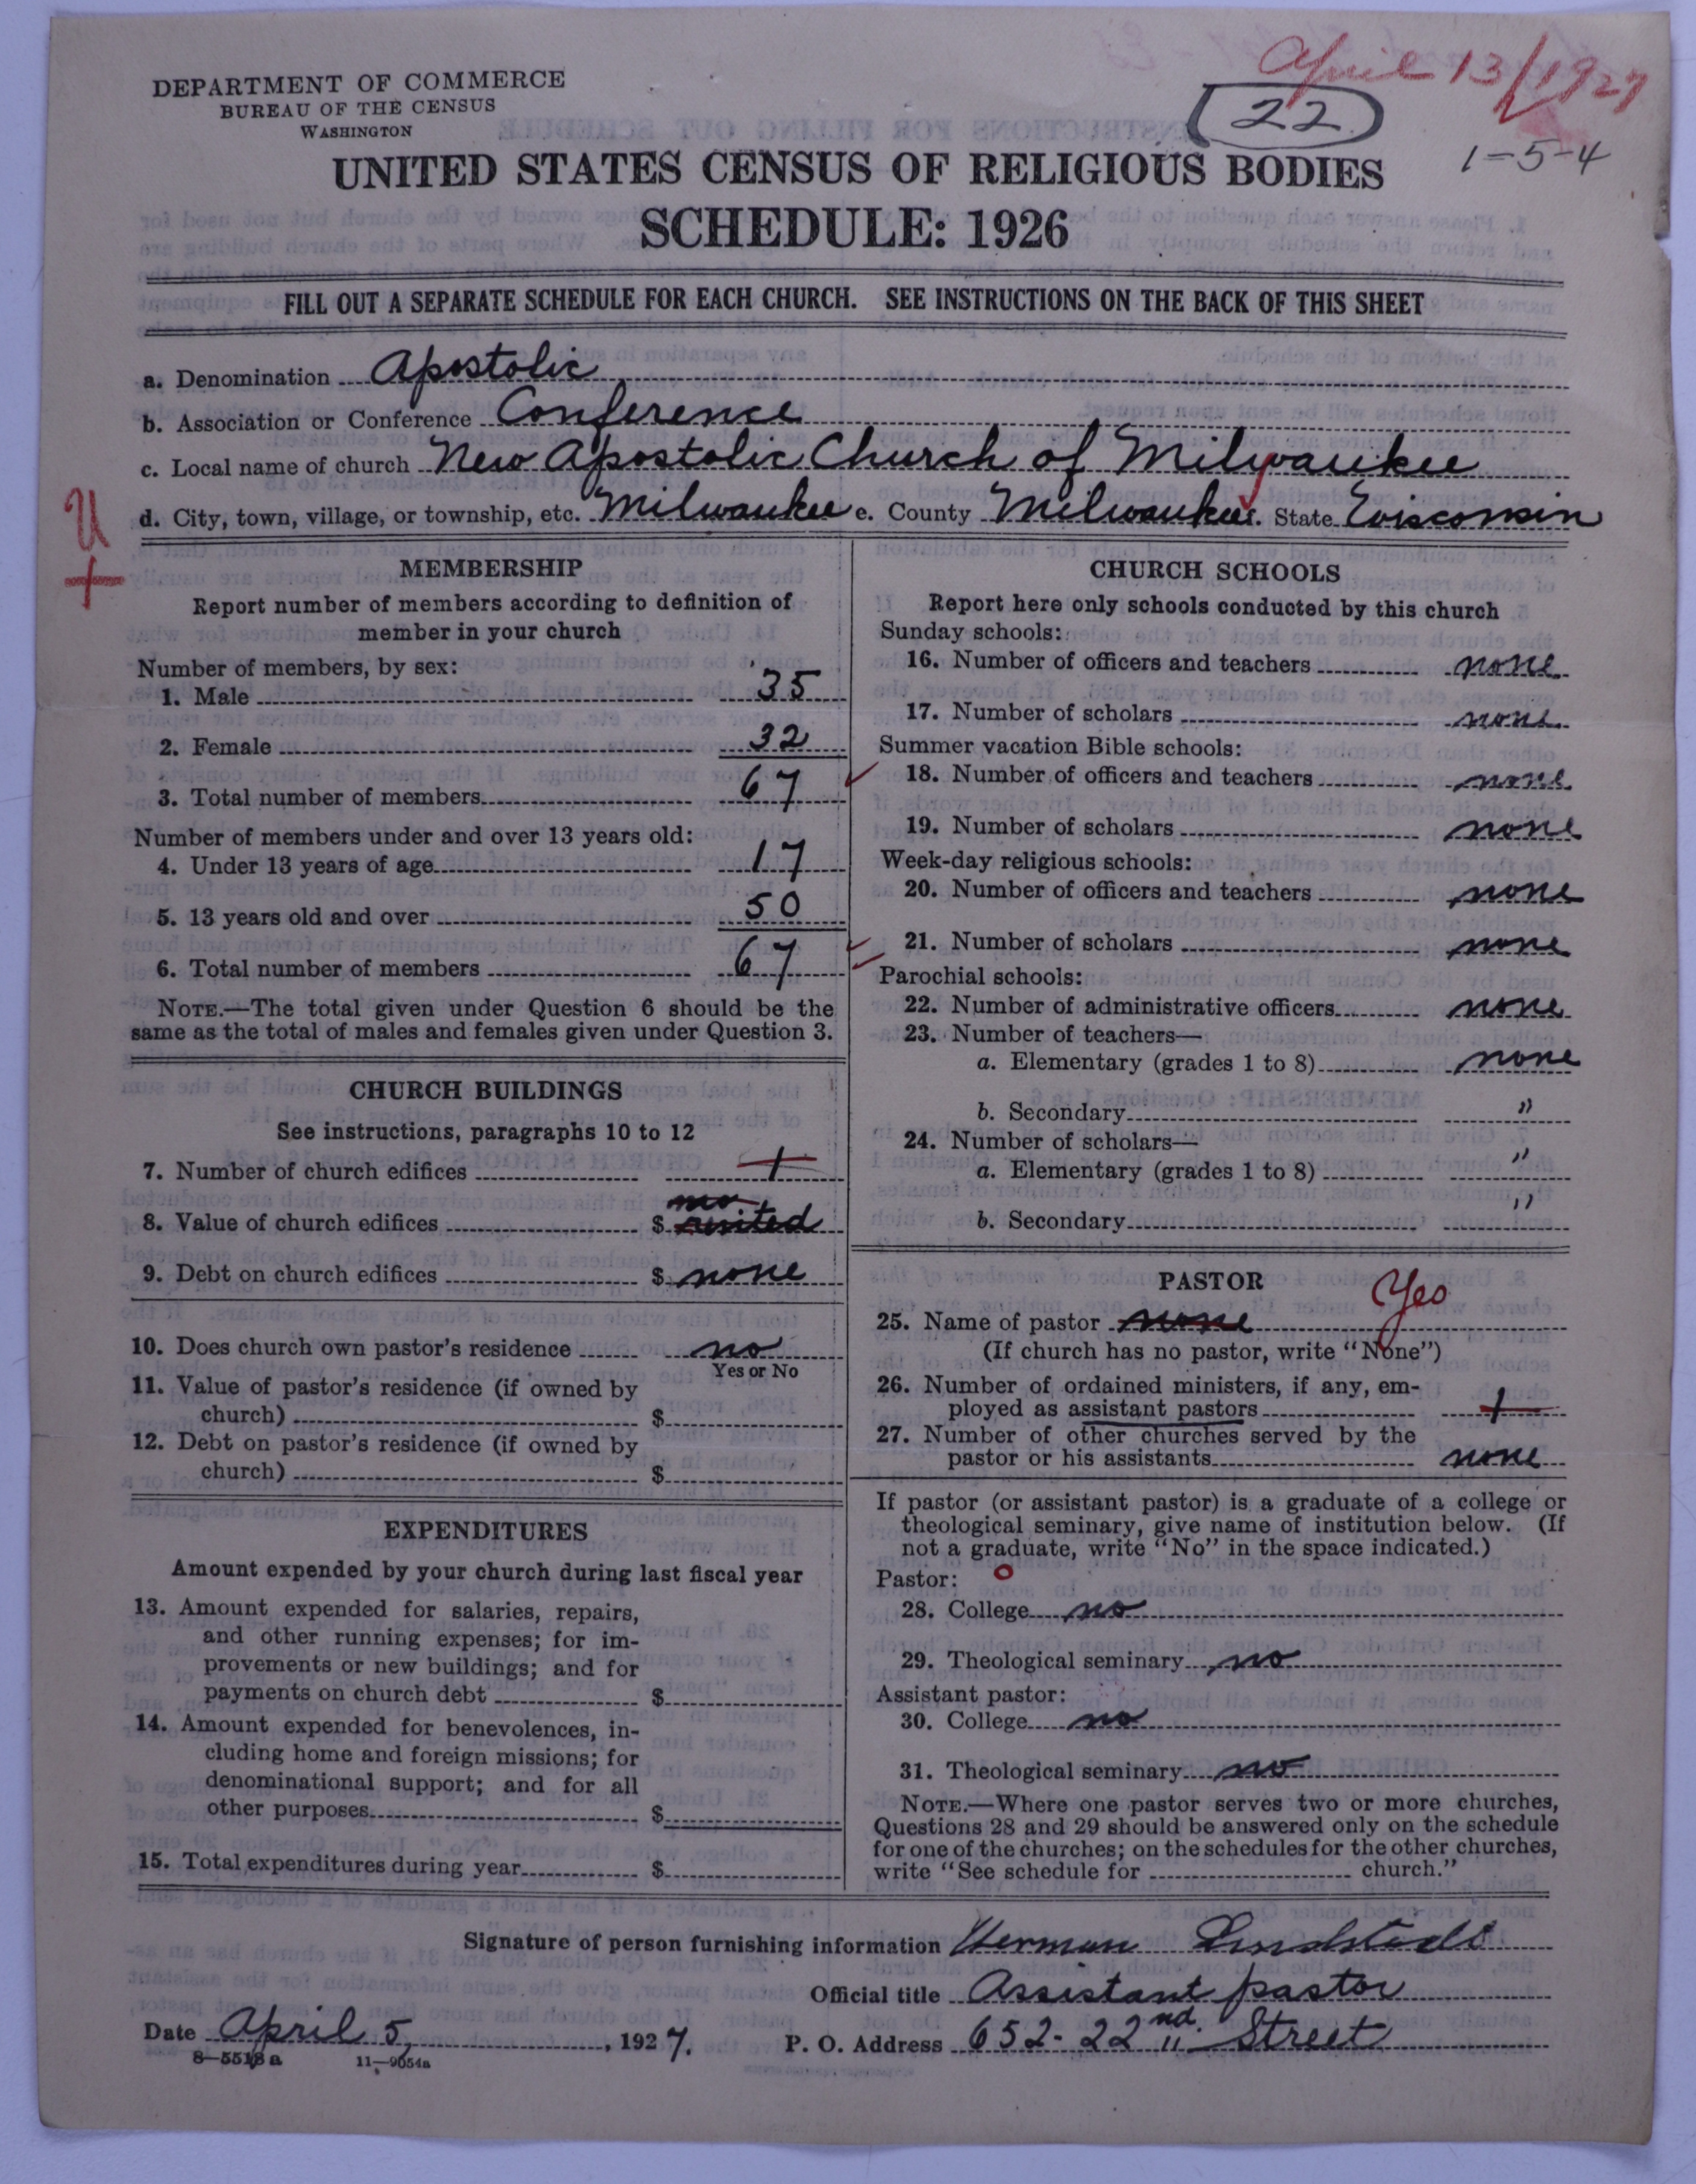 April 13/1927
22
1-5-4
DEPARTMENT OF COMMERCE
BUREAU OF THE CENSUS
WASHINGTON
UNITED STATES CENSUS OF RELIGIOUS BODIES
SCHEDULE: 1926
FILL OUT A SEPARATE SCHEDULE FOR EACH CHURCH. SEE INSTRUCTIONS ON THE BACK OF THIS SHEET
a. Denomination Apostolic
b. Association or Conference Conference
c. Local name of church New Apostolic Church of Milwaukee
d. City, town, village, or township, etc. Milwaukee e. County Milwaukee f. State Wisconsin
U
MEMBERSHIP
Report number of members according to definition of
member in your church
Number of members, by sex:
1. Male 35
2. Female 32
3. Total number of members 67
Number of members under and over 13 years old:
4. Under 13 years of age 17
5. 13 years old and over 50
6. Total number of members 67
NOTE.—The total given under Question 6 should be the
same as the total of males and females given under Question 3.
CHURCH BUILDINGS
See instructions, paragraphs 10 to 12
7. Number of church edifices 1
no
8. Value of church edifices $ rented
9. Debt on church edifices $ none
10. Does church own pastor's residence no
Yes or No
11. Value of pastor's residence (if owned by
church) $
12. Debt on pastor's residence (if owned by
church) $
EXPENDITURES
Amount expended by your church during last fiscal year
13. Amount expended for salaries, repairs,
and other running expenses; for im-
provements or new buildings; and for
payments on church debt $
14. Amount expended for benevolences, in-
cluding home and foreign missions; for
denominational support; and for all
other purposes $
15. Total expenditures during year $
CHURCH SCHOOLS
Report here only schools conducted by this church
Sunday schools:
16. Number of officers and teachers none
17. Number of scholars none
Summer vacation Bible schools:
18. Number of officers and teachers none
19. Number of scholars none
Week-day religious schools:
20. Number of officers and teachers none
21. Number of scholars none
Parochial schools:
22. Number of administrative officers none
23. Number of teachers—
a. Elementary (grades 1 to 8) none
b. Secondary "
24. Number of scholars—
a. Elementary (grades 1 to 8) "
b. Secondary "
PASTOR
Yes
25. Name of pastor none
(If church has no pastor, write "None")
26. Number of ordained ministers, if any, em-
ployed as assistant pastors 1
27. Number of other churches served by the
pastor or his assistants none
If pastor (or assistant pastor) is a graduate of a college or
theological seminary, give name of institution below. (If
not a graduate, write "No" in the space indicated.)
Pastor: 0
28. College no
29. Theological seminary no
Assistant pastor:
30. College no
31. Theological seminary no
NOTE.—Where one pastor serves two or more churches,
Questions 28 and 29 should be answered only on the schedule
for one of the churches; on the schedules for the other churches,
write "See schedule for church."
Signature of person furnishing information Herman Lindstedt
Official title Assistant pastor
Date April 5, 1927. P. O. Address 652-22nd. Street
8-5518 a 11-9054a